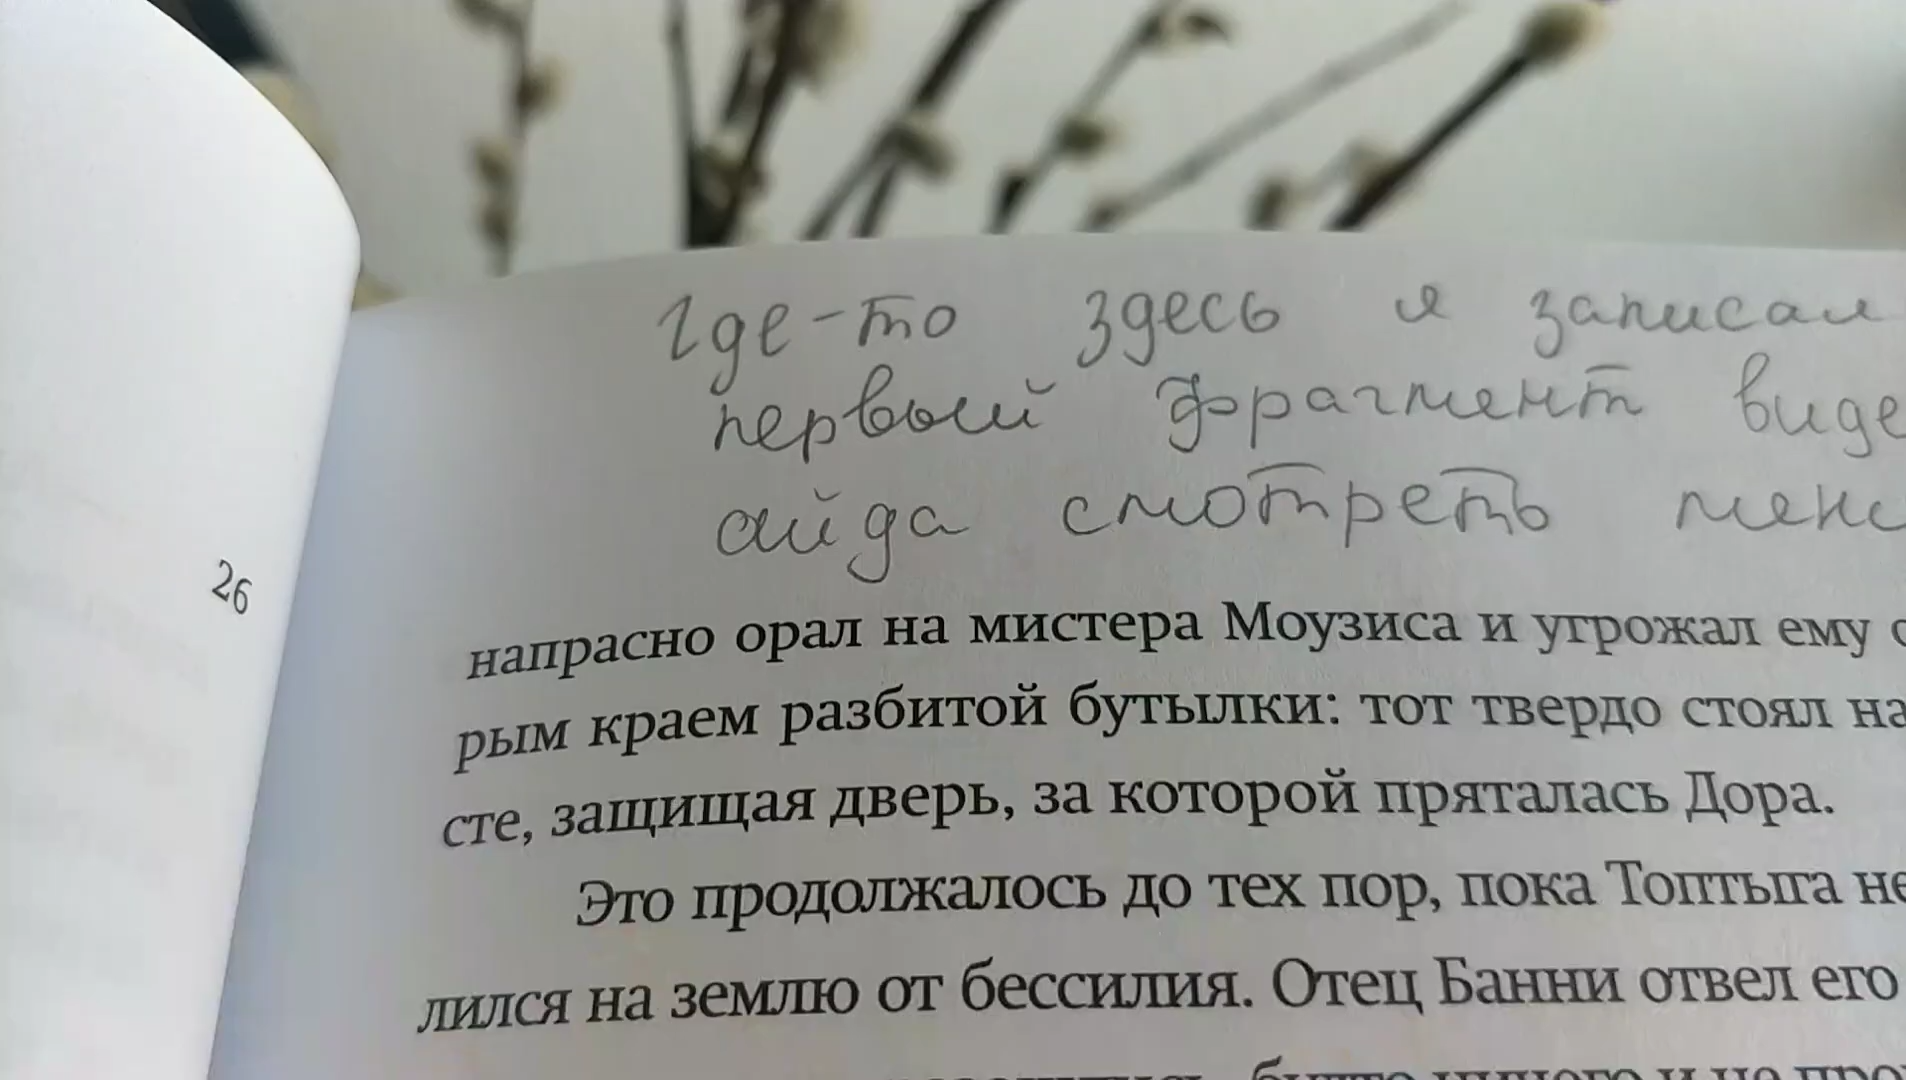 где-то здесь я записал
первый фрагмент виде
айда смотреть
26
напрасно орал на мистера Моузиса и угрожал ему
рым краем разбитой бутылки: тот твердо стоял на
сте, защищая дверь, за которой пряталась Дора.
Это продолжалось до тех пор, пока Топтыга не
лился на землю от бессилия. Отец Банни отвел его